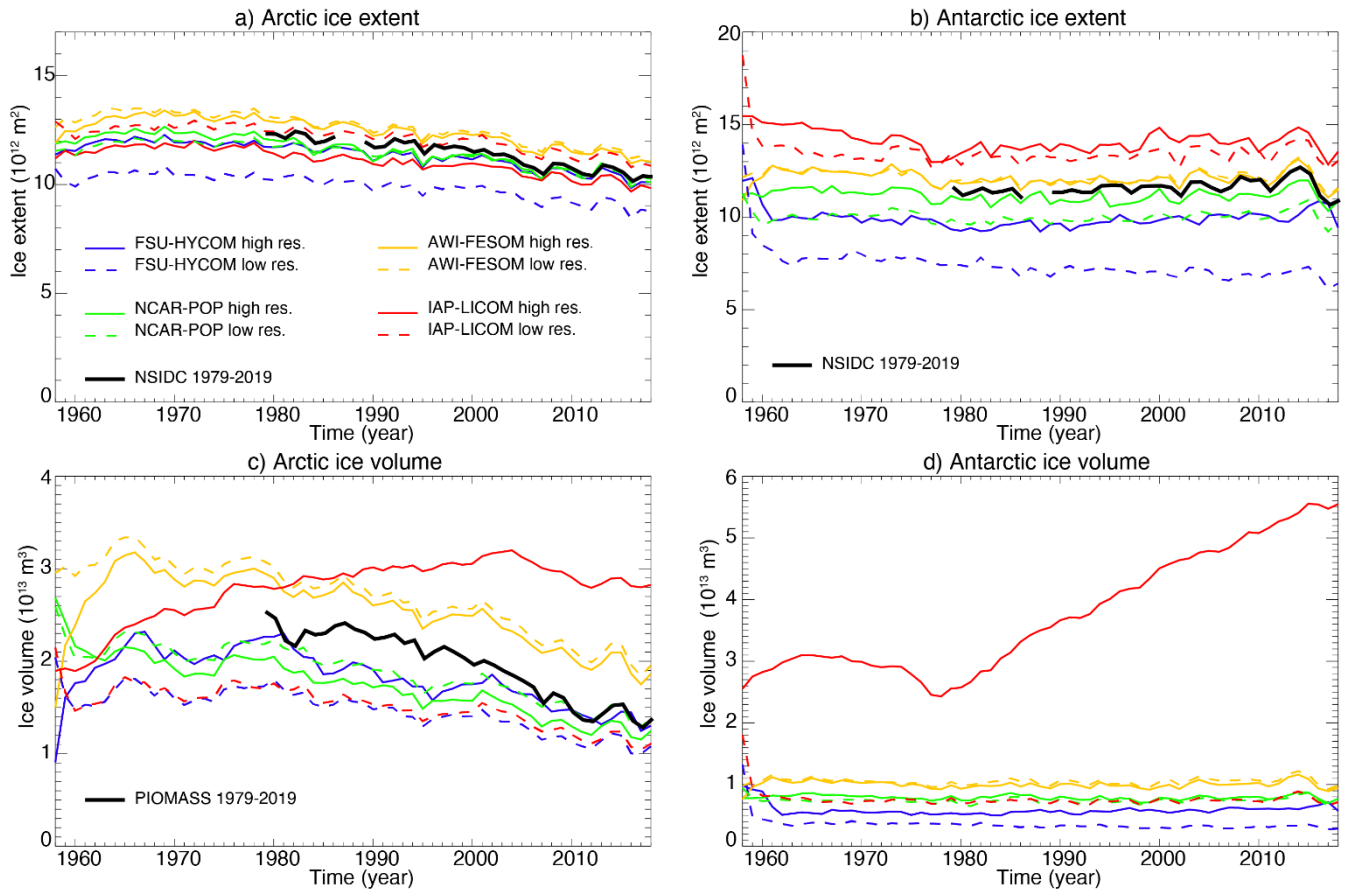 a) Arctic ice extent
Ice extent (10¹² m²)
15
10
5
0
FSU-HYCOM high res.
FSU-HYCOM low res.
NCAR-POP high res.
NCAR-POP low res.
AWI-FESOM high res.
AWI-FESOM low res.
IAP-LICOM high res.
IAP-LICOM low res.
NSIDC 1979-2019
1960 1970 1980 1990 2000 2010
Time (year)
b) Antarctic ice extent
Ice extent (10¹² m²)
20
15
10
5
0
NSIDC 1979-2019
1960 1970 1980 1990 2000 2010
Time (year)
c) Arctic ice volume
Ice volume (10¹³ m³)
4
3
2
1
0
PIOMASS 1979-2019
1960 1970 1980 1990 2000 2010
Time (year)
d) Antarctic ice volume
Ice volume (10¹³ m³)
6
5
4
3
2
1
0
1960 1970 1980 1990 2000 2010
Time (year)